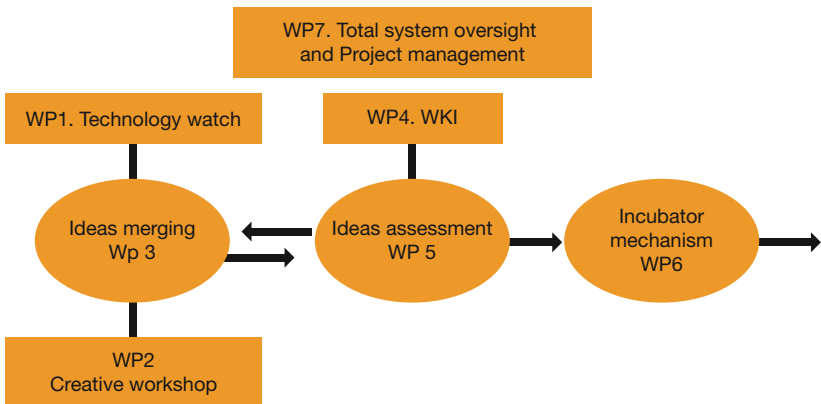 WP7. Total system oversight
and Project management
WP1. Technology watch
WP4. WKI
Ideas merging
Wp 3
Ideas assessment
WP 5
Incubator
mechanism
WP6
WP2
Creative workshop